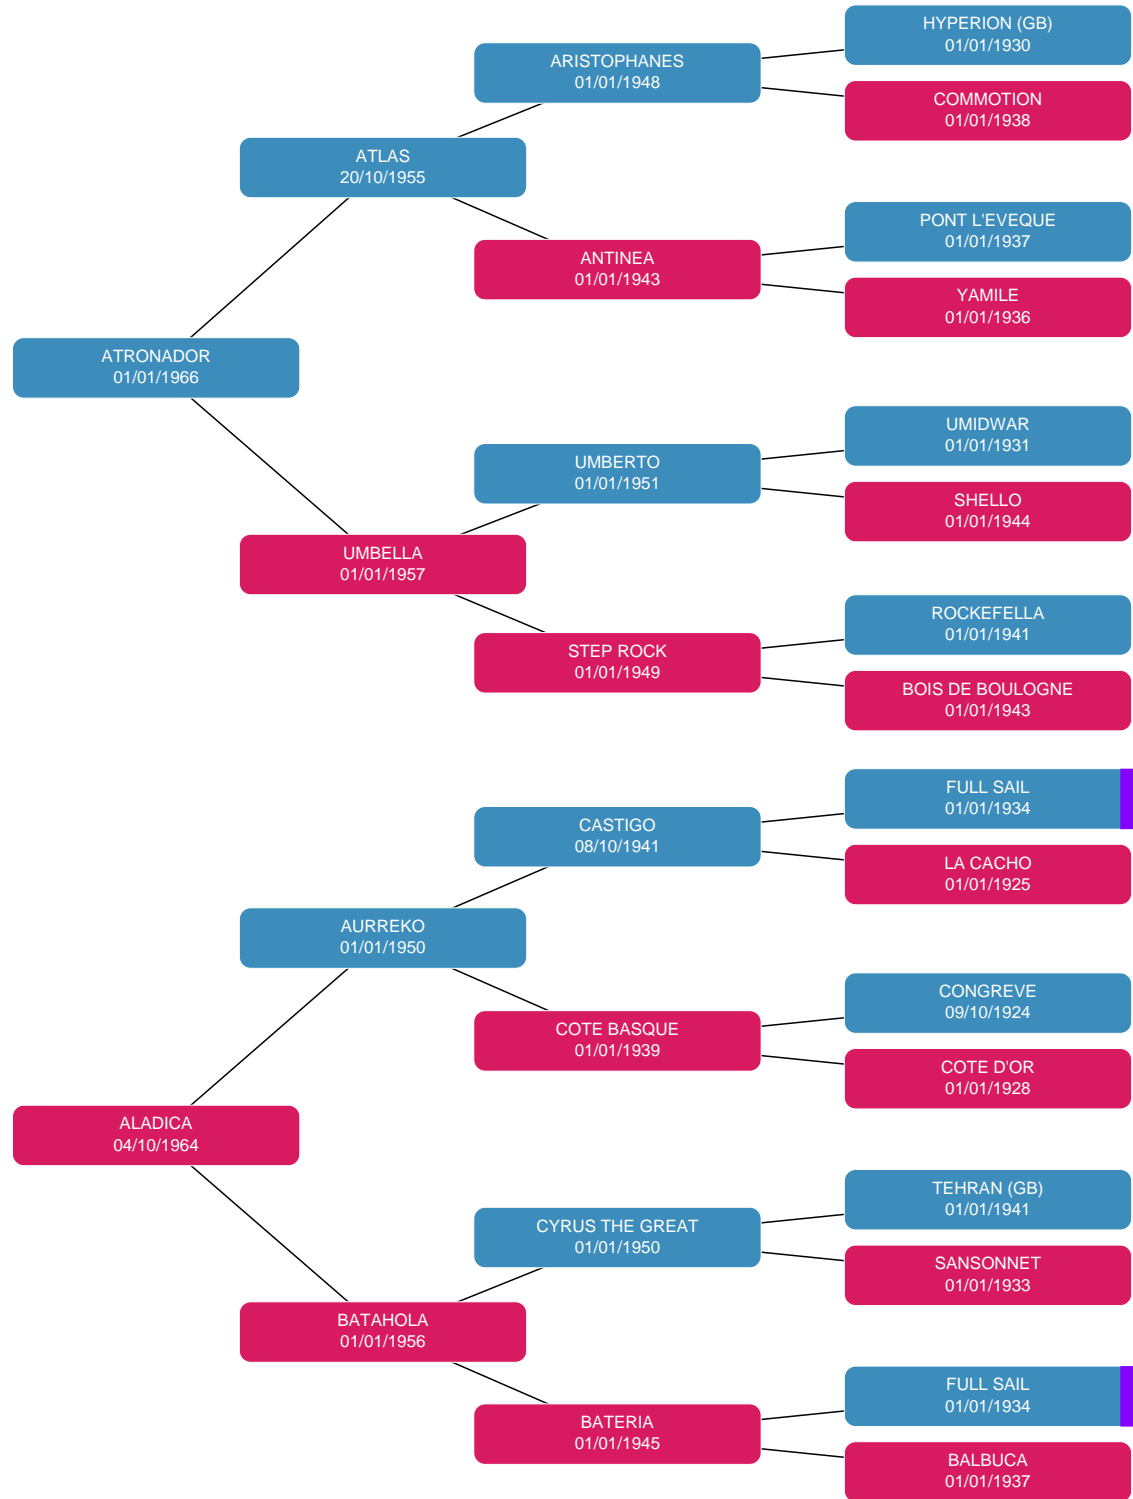 HYPERION (GB)
01/01/1930
ARISTOPHANES
01/01/1948
COMMOTION
01/01/1938
ATLAS
20/10/1955
PONT L'EVEQUE
01/01/1937
ANTINEA
01/01/1943
YAMILE
01/01/1936
ATRONADOR
01/01/1966
UMIDWAR
01/01/1931
UMBERTO
01/01/1951
SHELLO
01/01/1944
UMBELLA
01/01/1957
ROCKEFELLA
01/01/1941
STEP ROCK
01/01/1949
BOIS DE BOULOGNE
01/01/1943
FULL SAIL
01/01/1934
CASTIGO
08/10/1941
LA CACHO
01/01/1925
AURREKO
01/01/1950
CONGREVE
09/10/1924
COTE BASQUE
01/01/1939
COTE D'OR
01/01/1928
ALADICA
04/10/1964
TEHRAN (GB)
01/01/1941
CYRUS THE GREAT
01/01/1950
SANSONNET
01/01/1933
BATAHOLA
01/01/1956
FULL SAIL
01/01/1934
BATERIA
01/01/1945
BALBUCA
01/01/1937